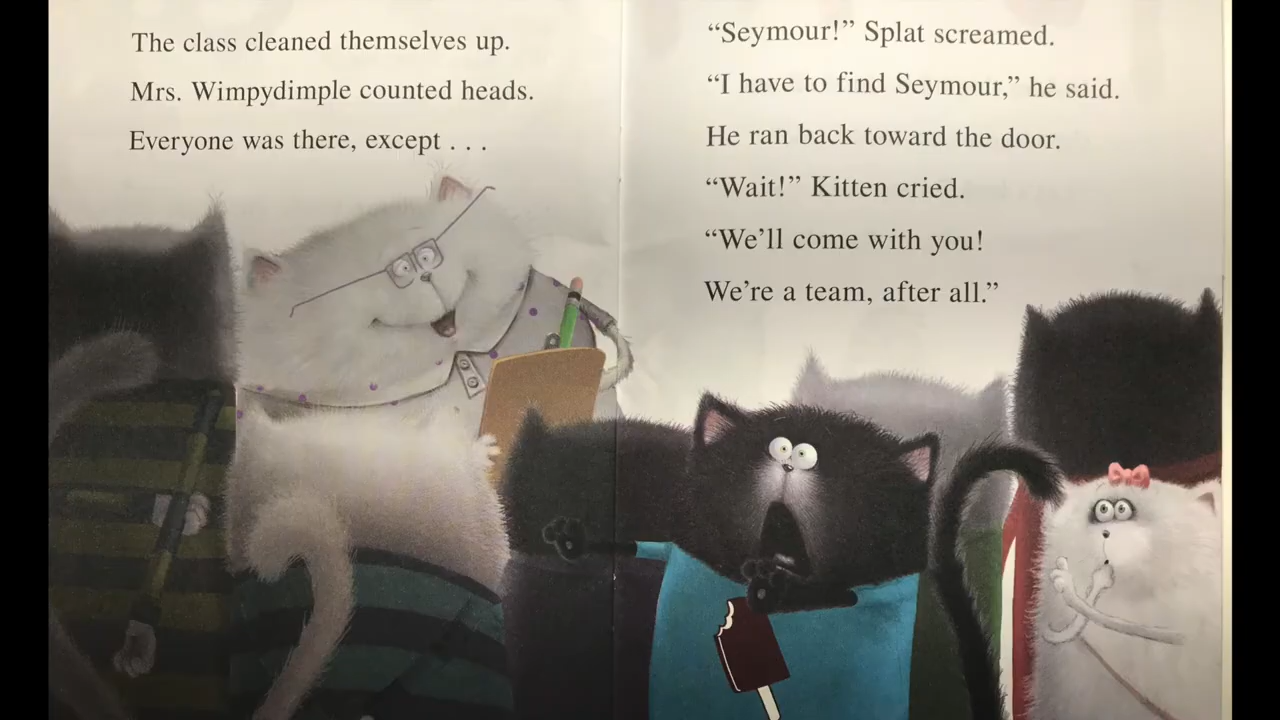 The class cleaned themselves up.
Mrs. Wimpydimple counted heads.
Everyone was there, except . . .
“Seymour!” Splat screamed.
“I have to find Seymour,” he said.
He ran back toward the door.
“Wait!” Kitten cried.
“We’ll come with you!
We’re a team, after all.”